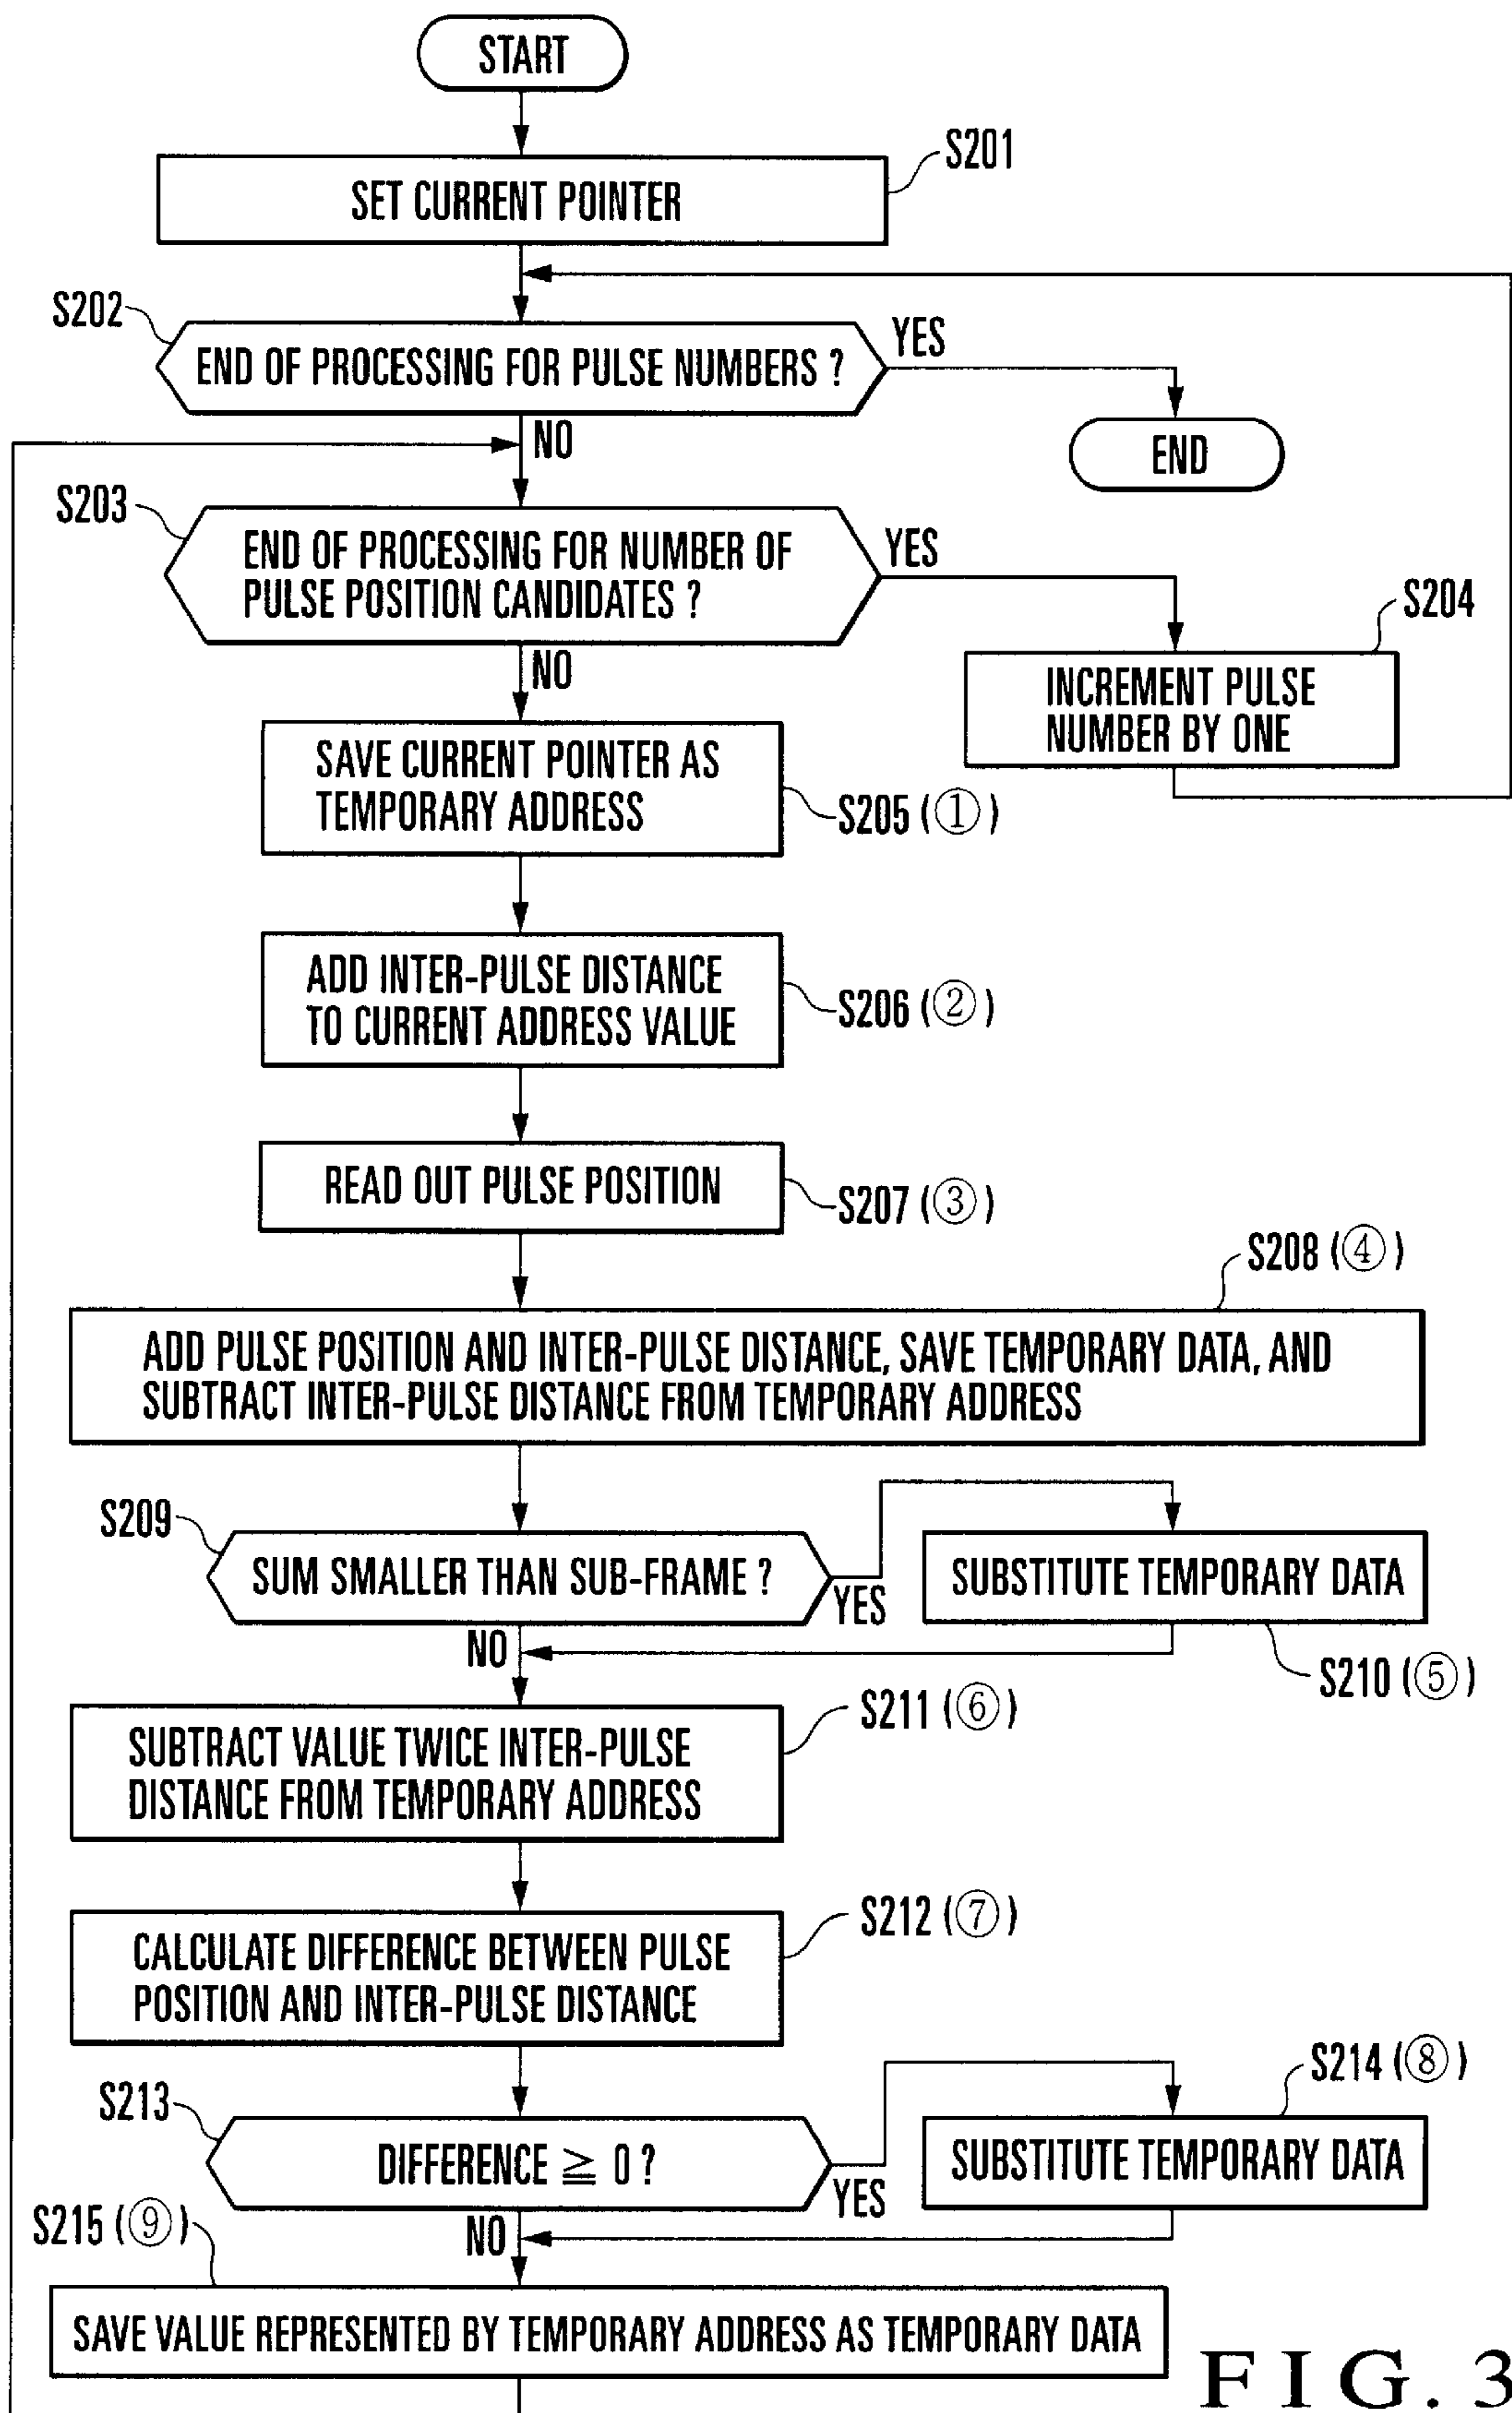 START
S201
SET CURRENT POINTER
S202
END OF PROCESSING FOR PULSE NUMBERS ?
YES
END
NO
S203
END OF PROCESSING FOR NUMBER OF
PULSE POSITION CANDIDATES ?
YES
S204
NO
INCREMENT PULSE
NUMBER BY ONE
SAVE CURRENT POINTER AS
TEMPORARY ADDRESS
S205 (①)
ADD INTER-PULSE DISTANCE
TO CURRENT ADDRESS VALUE
S206 (②)
READ OUT PULSE POSITION
S207 (③)
S208 (④)
ADD PULSE POSITION AND INTER-PULSE DISTANCE, SAVE TEMPORARY DATA, AND
SUBTRACT INTER-PULSE DISTANCE FROM TEMPORARY ADDRESS
S209
SUM SMALLER THAN SUB-FRAME ?
YES
SUBSTITUTE TEMPORARY DATA
NO
S210 (⑤)
S211 (⑥)
SUBTRACT VALUE TWICE INTER-PULSE
DISTANCE FROM TEMPORARY ADDRESS
S212 (⑦)
CALCULATE DIFFERENCE BETWEEN PULSE
POSITION AND INTER-PULSE DISTANCE
S213
S214 (⑧)
DIFFERENCE ≧ 0 ?
YES
SUBSTITUTE TEMPORARY DATA
S215 (⑨)
NO
SAVE VALUE REPRESENTED BY TEMPORARY ADDRESS AS TEMPORARY DATA
FIG. 3